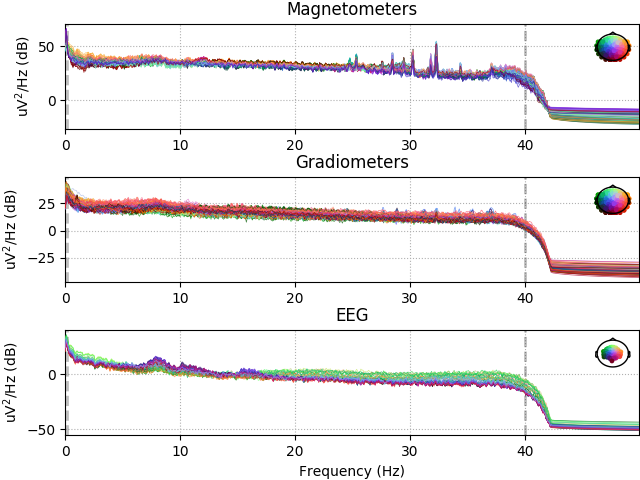 Magnetometers
uV²/Hz (dB)
50
0
0 10 20 30 40
Gradiometers
uV²/Hz (dB)
25
0
−25
0 10 20 30 40
EEG
uV²/Hz (dB)
0
−50
0 10 20 30 40
Frequency (Hz)